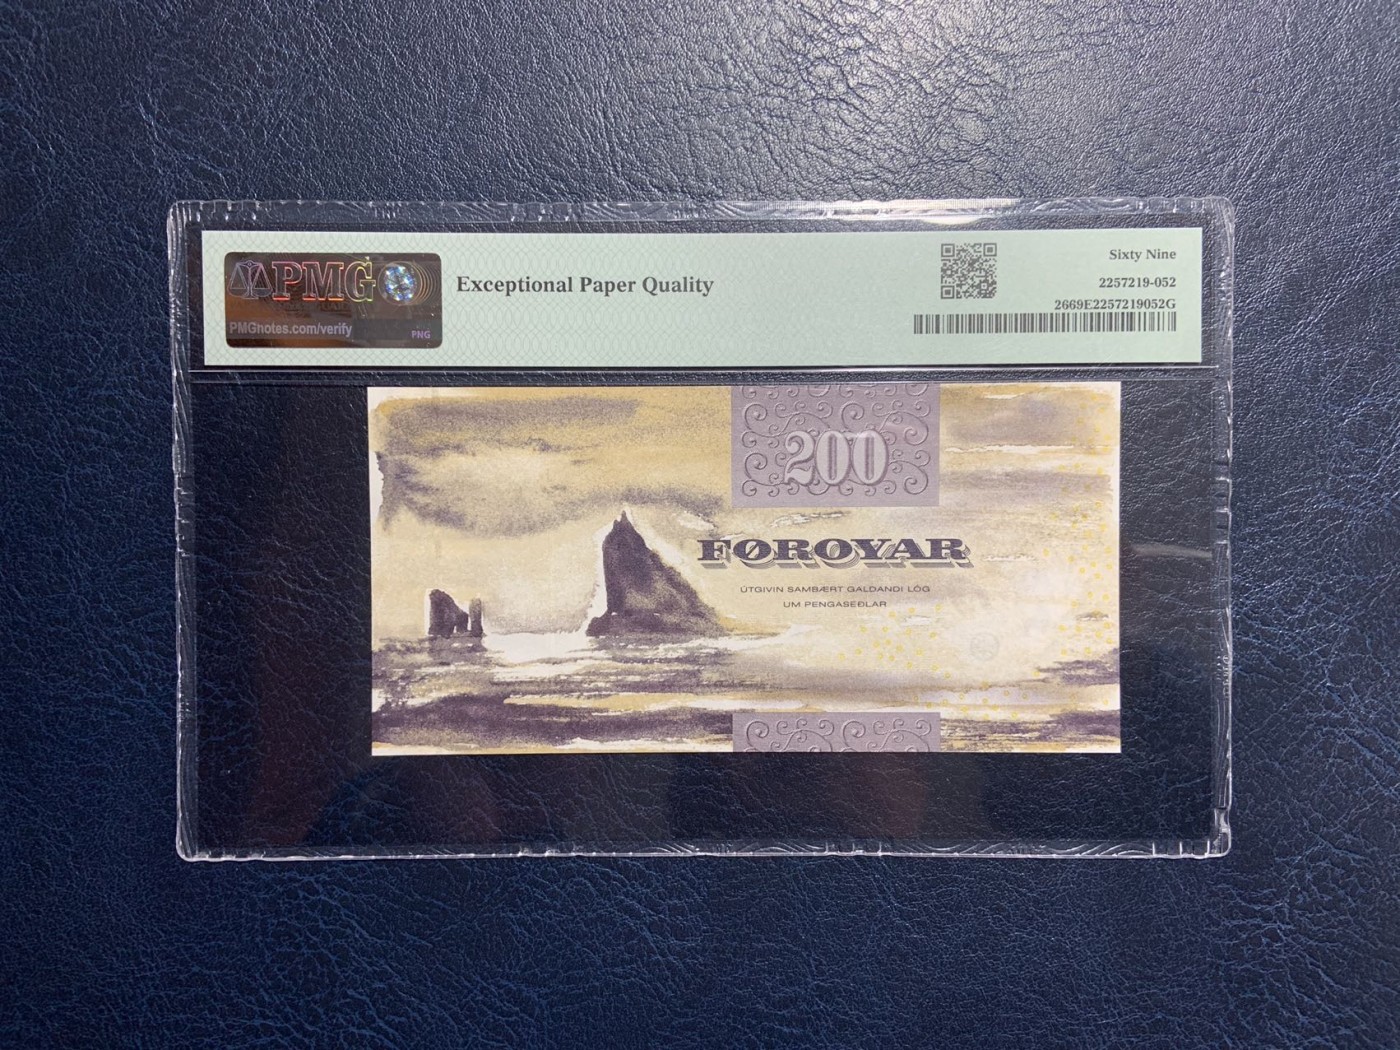 PMG
PMGnotes.com/verify
PNG
Exceptional Paper Quality
Sixty Nine
2257219-052
2669E2257219052G
200
FØROYAR
ÚTGIVIN SAMBÆRT GALDANDI LÓG
UM PENGASEÐLAR